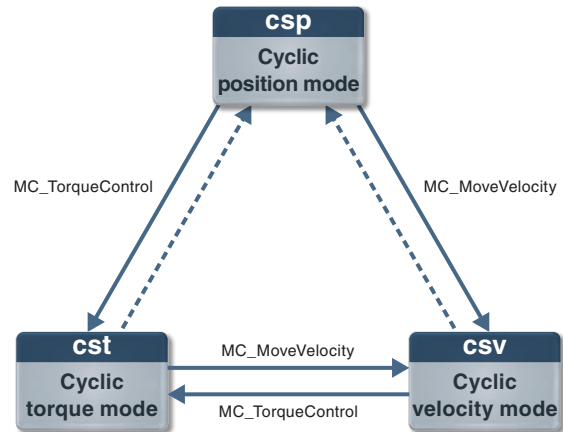 csp
Cyclic
position mode
MC_TorqueControl
MC_MoveVelocity
cst
Cyclic
torque mode
MC_MoveVelocity
MC_TorqueControl
csv
Cyclic
velocity mode